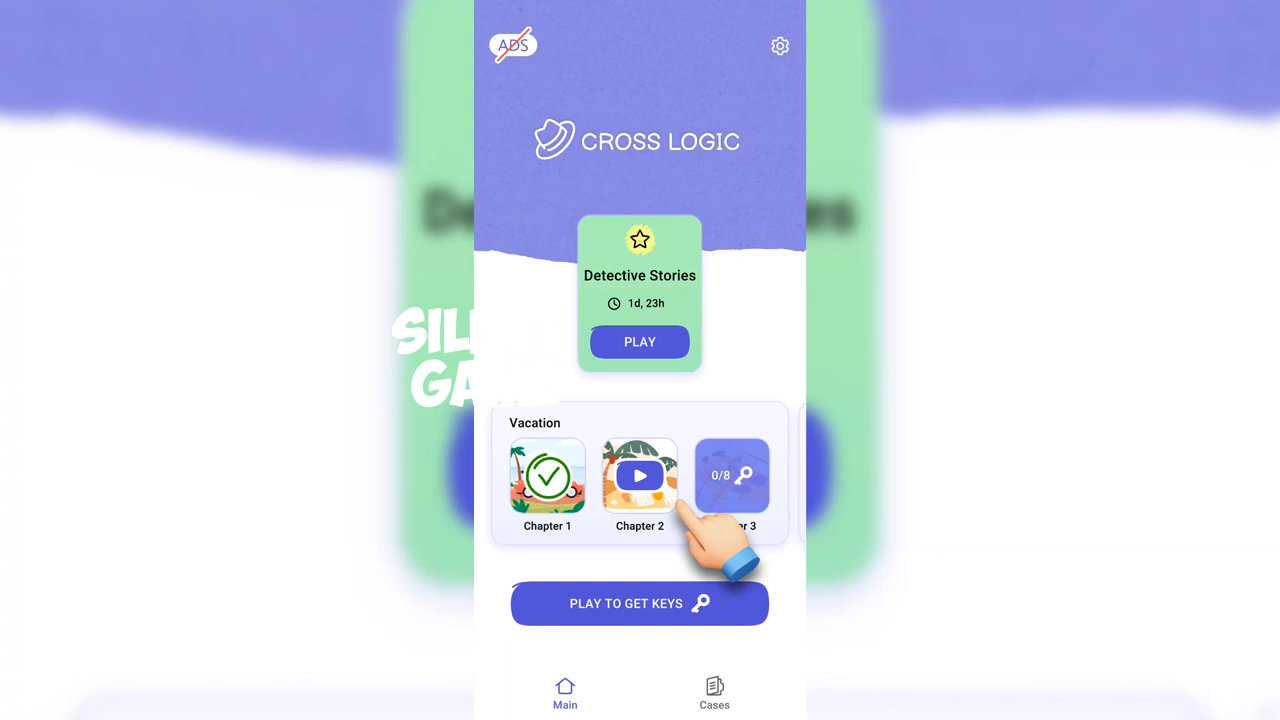 ADS
CROSS LOGIC
Detective Stories
1d, 23h
PLAY
Vacation
0/8
Chapter 1
Chapter 2
PLAY TO GET KEYS
Main
Cases